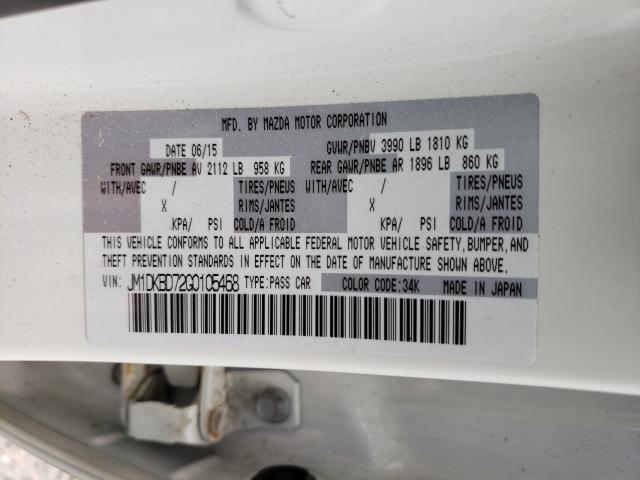 MFD. BY MAZDA MOTOR CORPORATION
DATE 06/15 GVWR/PNBV 3990 LB 1810 KG
FRONT GAWR/PNBE AV 2112 LB 958 KG REAR GAWR/PNBE AR 1896 LB 860 KG
WITH/AVEC / TIRES/PNEUS WITH/AVEC / TIRES/PNEUS
X RIMS/JANTES X RIMS/JANTES
KPA/ PSI COLD/A FROID KPA/ PSI COLD/A FROID
THIS VEHICLE CONFORMS TO ALL APPLICABLE FEDERAL MOTOR VEHICLE SAFETY, BUMPER, AND
THEFT PREVENTION STANDARDS IN EFFECT ON THE DATE OF MANUFACTURE SHOWN ABOVE.
VIN: JM1DKBD72G0105468 TYPE:PASS CAR COLOR CODE:34K MADE IN JAPAN